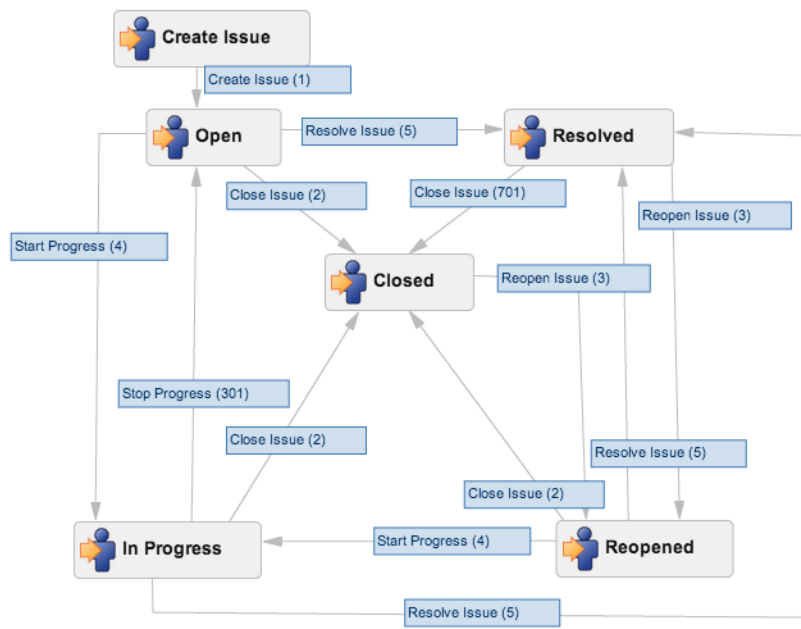 Create Issue
Create Issue (1)
Open
Resolve Issue (5)
Resolved
Close Issue (2)
Close Issue (701)
Reopen Issue (3)
Start Progress (4)
Closed
Reopen Issue (3)
Stop Progress (301)
Close Issue (2)
Resolve Issue (5)
Close Issue (2)
In Progress
Start Progress (4)
Reopened
Resolve Issue (5)